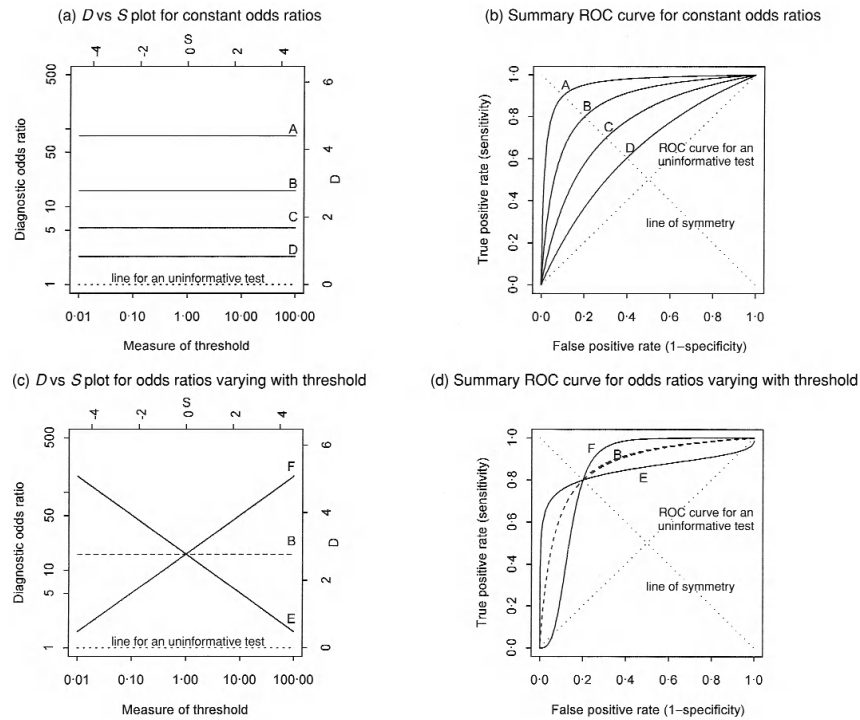 (a) D vs S plot for constant odds ratios
S
-4 -2 0 2 4
500
50
10
5
1
Diagnostic odds ratio
6
4
2
0
D
A
B
C
D
line for an uninformative test
0·01 0·10 1·00 10·00 100·00
Measure of threshold
(b) Summary ROC curve for constant odds ratios
1·0
0·8
0·6
0·4
0·2
0·0
True positive rate (sensitivity)
A
B
C
D
ROC curve for an
uninformative test
line of symmetry
0·0 0·2 0·4 0·6 0·8 1·0
False positive rate (1–specificity)
(c) D vs S plot for odds ratios varying with threshold
S
-4 -2 0 2 4
500
50
10
5
1
Diagnostic odds ratio
6
4
2
0
D
F
B
E
line for an uninformative test
0·01 0·10 1·00 10·00 100·00
Measure of threshold
(d) Summary ROC curve for odds ratios varying with threshold
1·0
0·8
0·6
0·4
0·2
0·0
True positive rate (sensitivity)
F
B
E
ROC curve for an
uninformative test
line of symmetry
0·0 0·2 0·4 0·6 0·8 1·0
False positive rate (1–specificity)